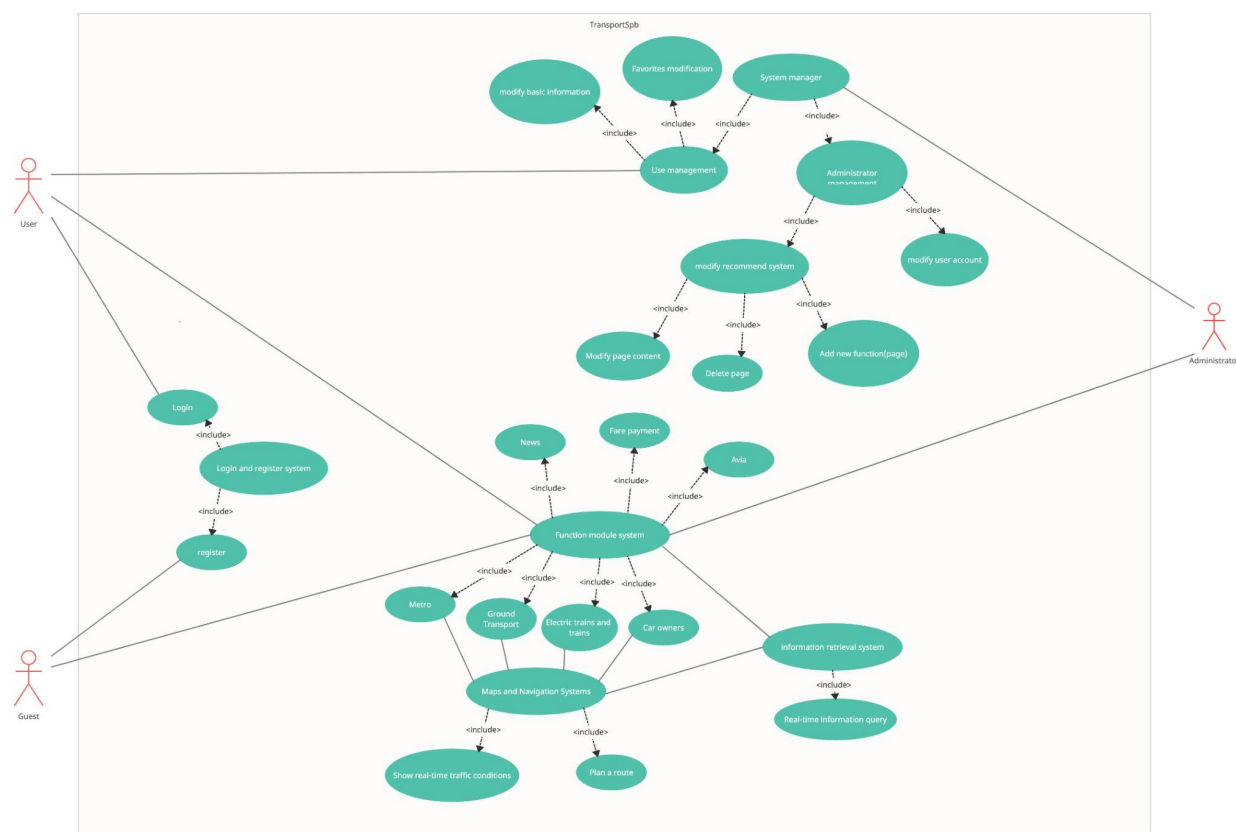 TransportSpb
Favorites modification
System manager
modify basic information
<include>
<include>
<include>
<include>
Use management
Administrator
management
User
<include>
<include>
modify recommend system
modify user account
<include>
<include>
<include>
Modify page content
Delete page
Add new function(page)
Administrato
Login
<include>
Login and register system
<include>
register
News
Fare payment
Avia
<include>
<include>
<include>
Function module system
<include>
<include>
<include>
<include>
Metro
Ground
Transport
Electric trains and
trains
Car owners
information retrieval system
<include>
Real-time information query
Maps and Navigation Systems
<include>
<include>
Show real-time traffic conditions
Plan a route
Guest